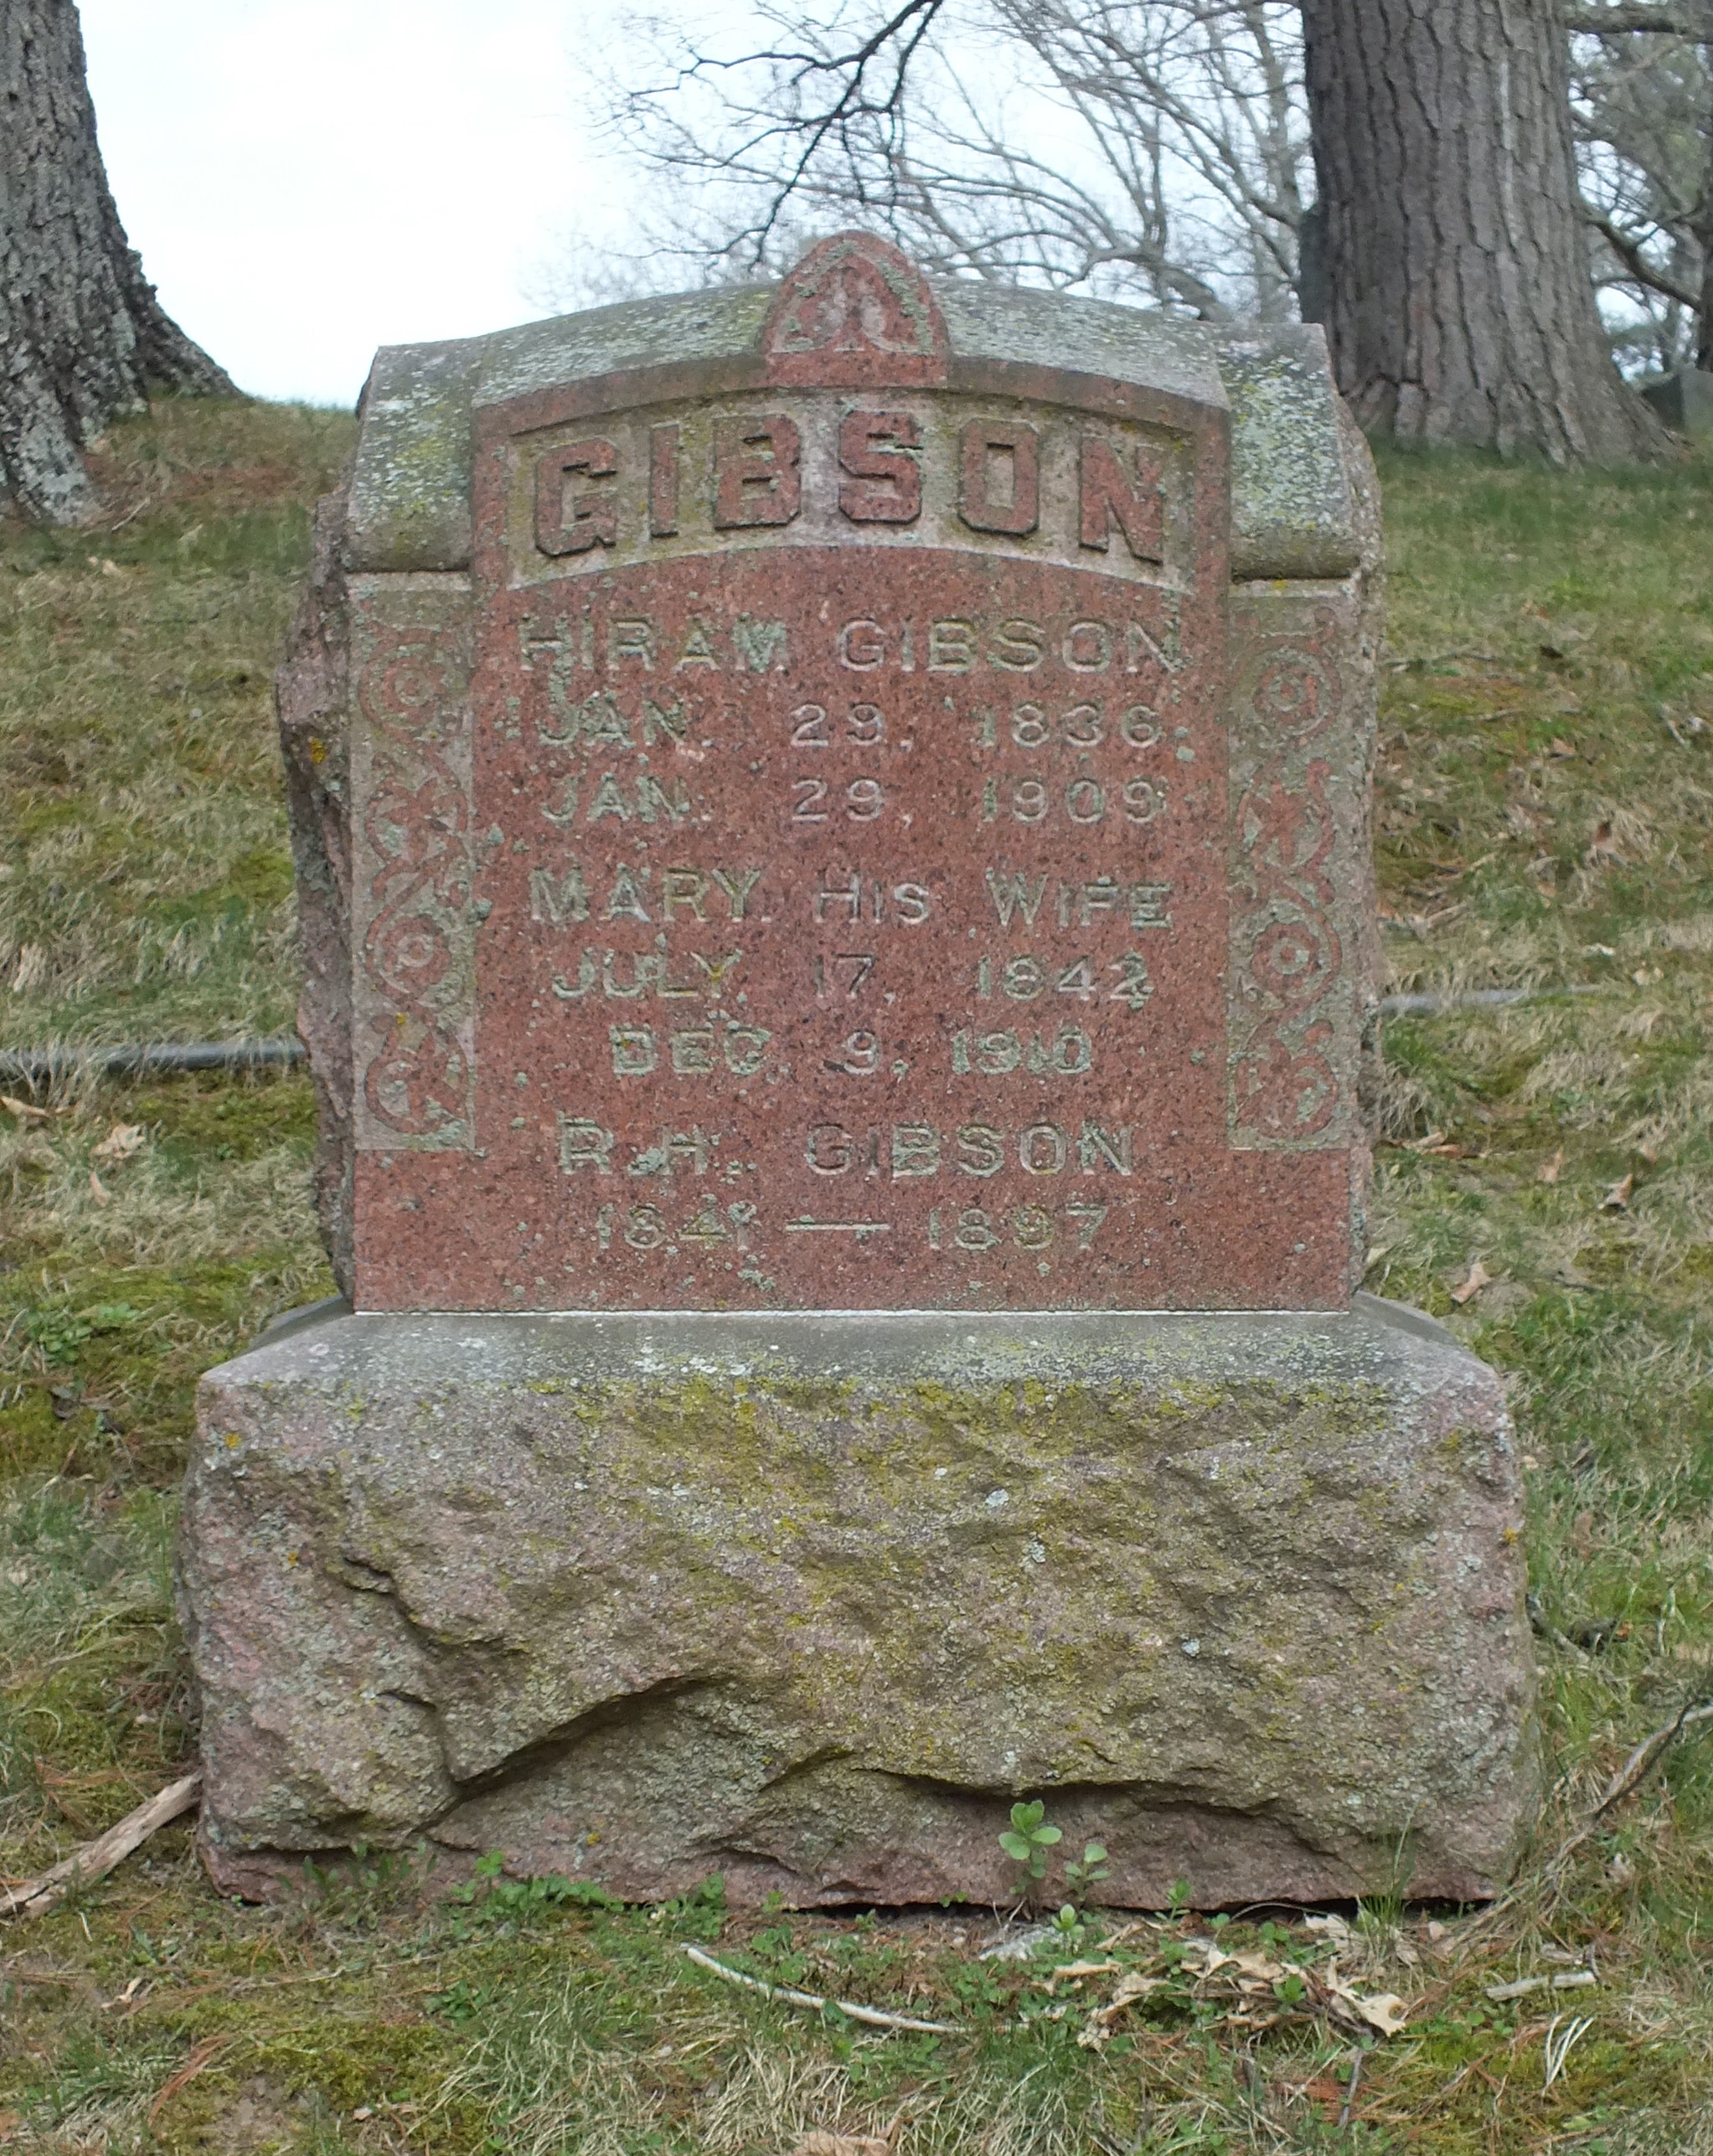 GIBSON
HIRAM GIBSON
JAN. 29, 1836
JAN. 29, 1909
MARY HIS WIFE
JULY 17, 1842
DEC. 9, 1910
R.H. GIBSON
1841 — 1897